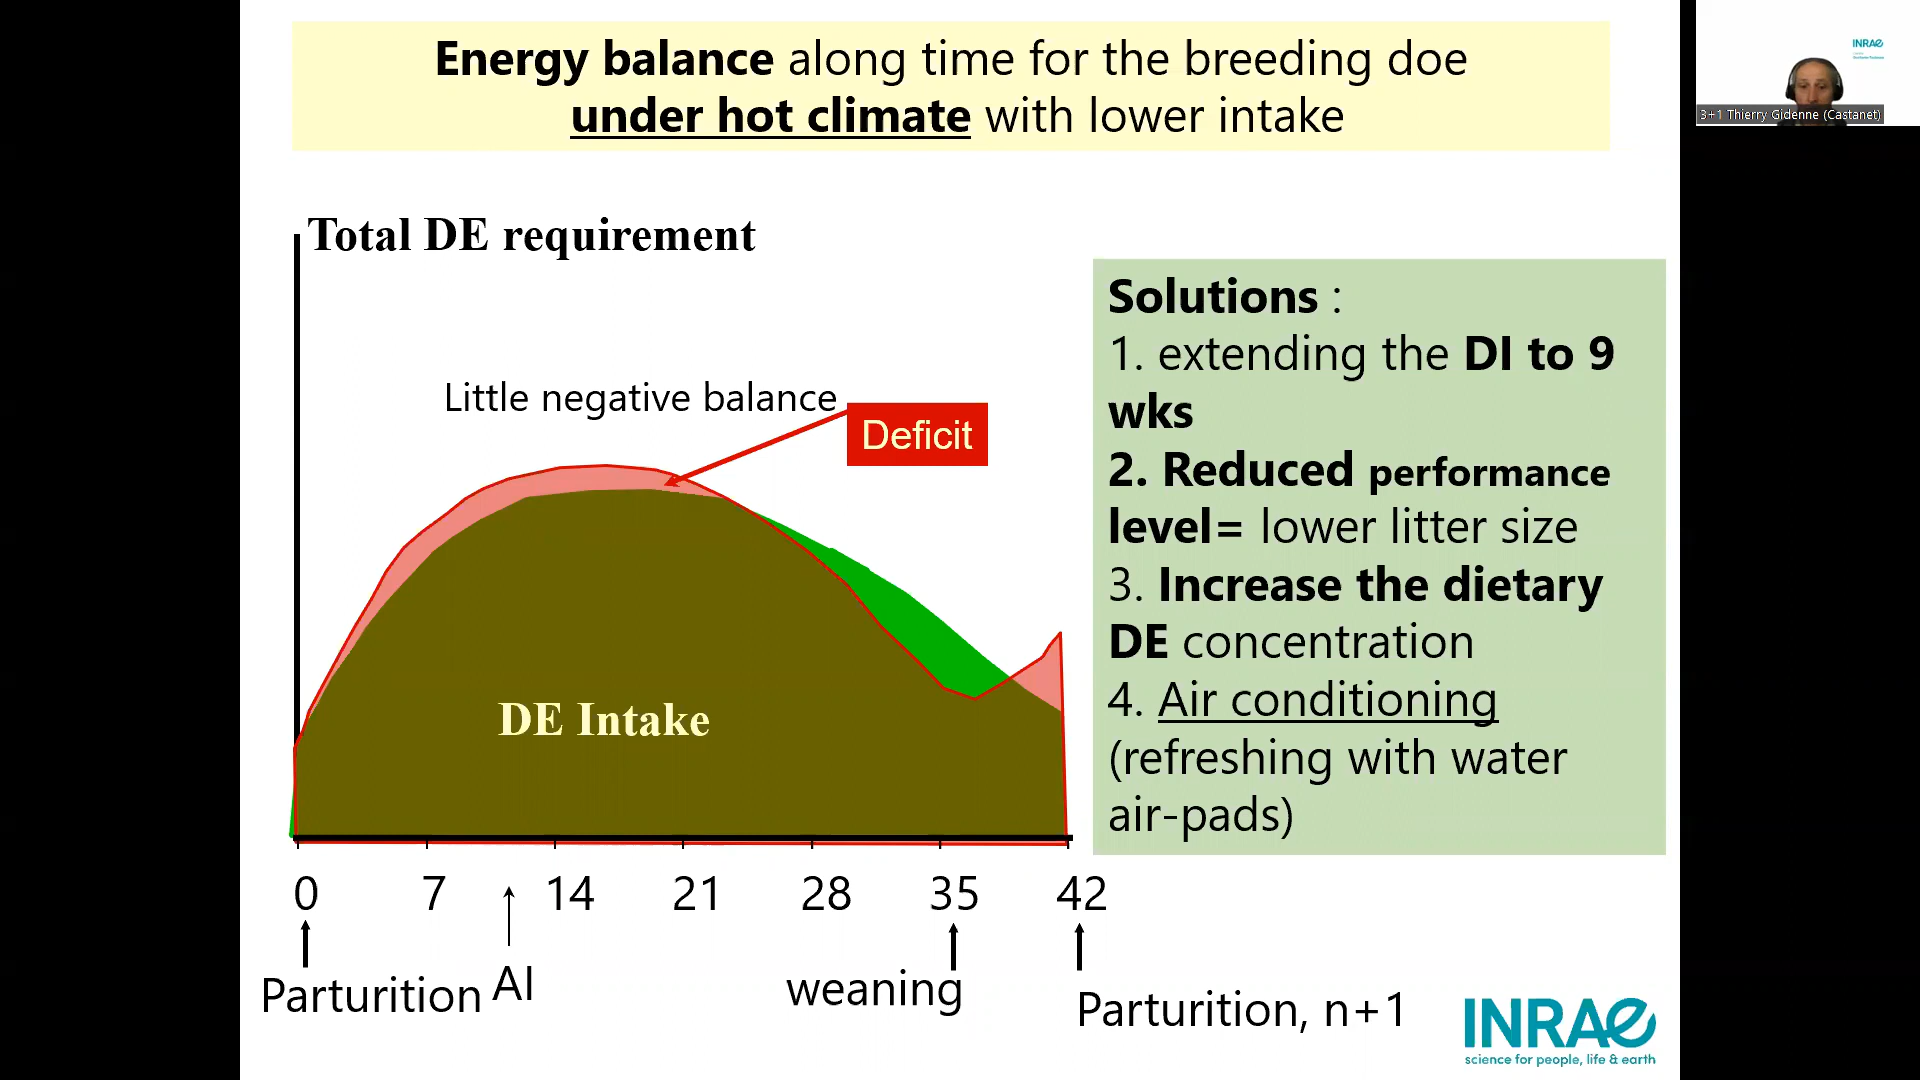 Energy balance along time for the breeding doe
under hot climate with lower intake
INRAE
3+1 Thierry Gidenne (Castanet)
Total DE requirement
Little negative balance
Deficit
DE Intake
Solutions :
1. extending the DI to 9
wks
2. Reduced performance
level= lower litter size
3. Increase the dietary
DE concentration
4. Air conditioning
(refreshing with water
air-pads)
0 7 14 21 28 35 42
Parturition AI weaning Parturition, n+1
INRAE
science for people, life & earth